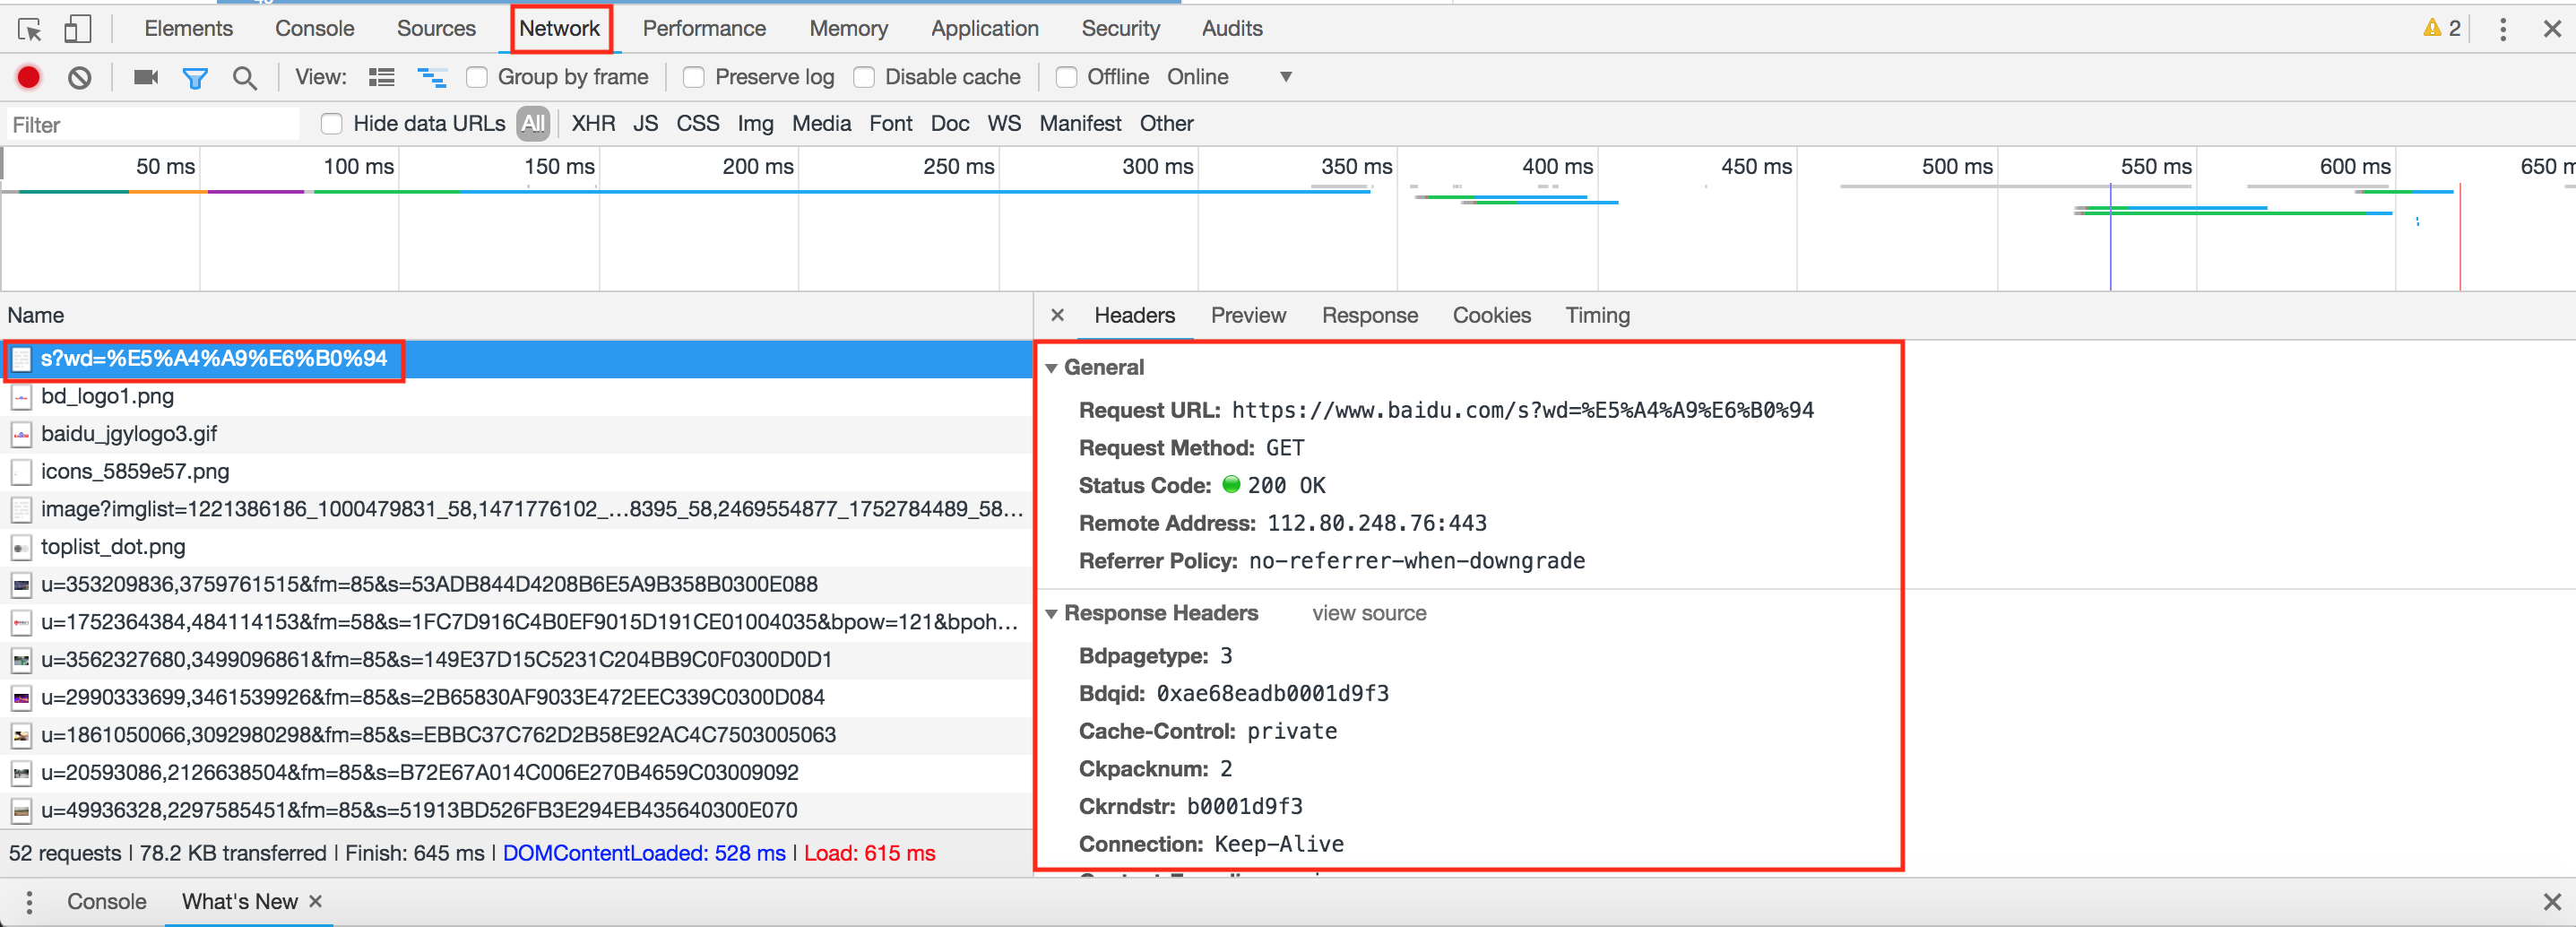 Elements Console Sources Network Performance Memory Application Security Audits 2
View: Group by frame Preserve log Disable cache Offline Online
Filter Hide data URLs All XHR JS CSS Img Media Font Doc WS Manifest Other
50 ms 100 ms 150 ms 200 ms 250 ms 300 ms 350 ms 400 ms 450 ms 500 ms 550 ms 600 ms 650 m
Name
s?wd=%E5%A4%A9%E6%B0%94
bd_logo1.png
baidu_jgylogo3.gif
icons_5859e57.png
image?imglist=1221386186_1000479831_58,1471776102_...8395_58,2469554877_1752784489_58...
toplist_dot.png
u=353209836,3759761515&fm=85&s=53ADB844D4208B6E5A9B358B0300E088
u=1752364384,484114153&fm=58&s=1FC7D916C4B0EF9015D191CE01004035&bpow=121&bpoh...
u=3562327680,3499096861&fm=85&s=149E37D15C5231C204BB9C0F0300D0D1
u=2990333699,3461539926&fm=85&s=2B65830AF9033E472EEC339C0300D084
u=1861050066,3092980298&fm=85&s=EBBC37C762D2B58E92AC4C7503005063
u=20593086,2126638504&fm=85&s=B72E67A014C006E270B4659C03009092
u=49936328,2297585451&fm=85&s=51913BD526FB3E294EB435640300E070
52 requests | 78.2 KB transferred | Finish: 645 ms | DOMContentLoaded: 528 ms | Load: 615 ms
Headers Preview Response Cookies Timing
General
Request URL: https://www.baidu.com/s?wd=%E5%A4%A9%E6%B0%94
Request Method: GET
Status Code: 200 OK
Remote Address: 112.80.248.76:443
Referrer Policy: no-referrer-when-downgrade
Response Headers view source
Bdpagetype: 3
Bdqid: 0xae68eadb0001d9f3
Cache-Control: private
Ckpacknum: 2
Ckrndstr: b0001d9f3
Connection: Keep-Alive
Console What's New